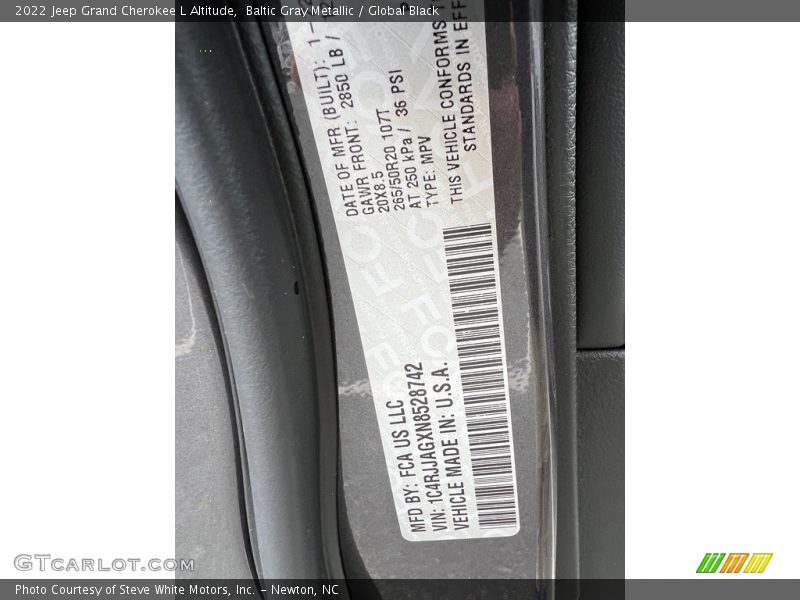 2022 Jeep Grand Cherokee L Altitude, Baltic Gray Metallic / Global Black
MFD BY: FCA US LLC
VIN: 1C4RJJAGXN8528742
VEHICLE MADE IN: U.S.A.
DATE OF MFR (BUILT): 1-
GAWR FRONT: 2850 LB /
20X8.5
265/50R20 107T
AT 250 kPa / 36 PSI
TYPE: MPV
THIS VEHICLE CONFORMS
STANDARDS IN EFF
GTcarlot.com
Photo Courtesy of Steve White Motors, Inc. – Newton, NC